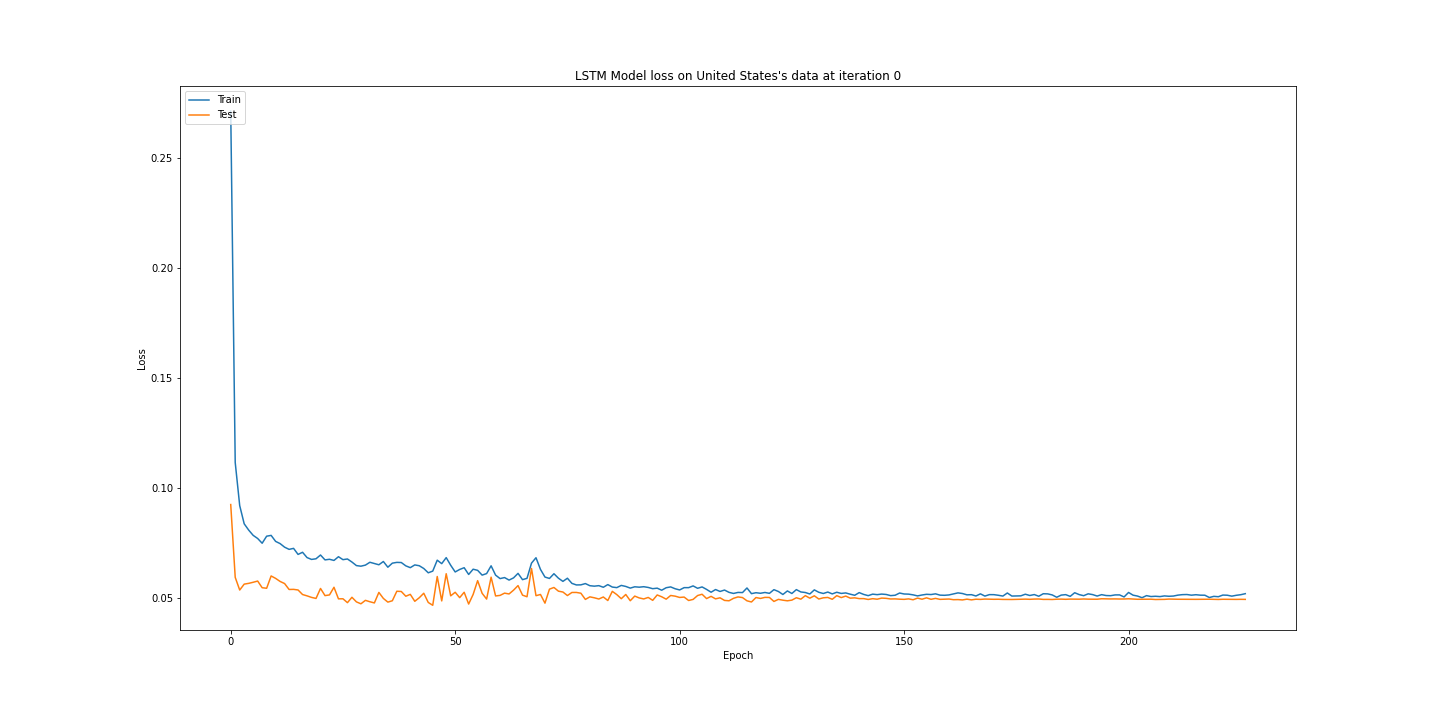 LSTM Model loss on United States's data at iteration 0
Train
Test
0.25
0.20
0.15
0.10
0.05
Loss
0 50 100 150 200
Epoch